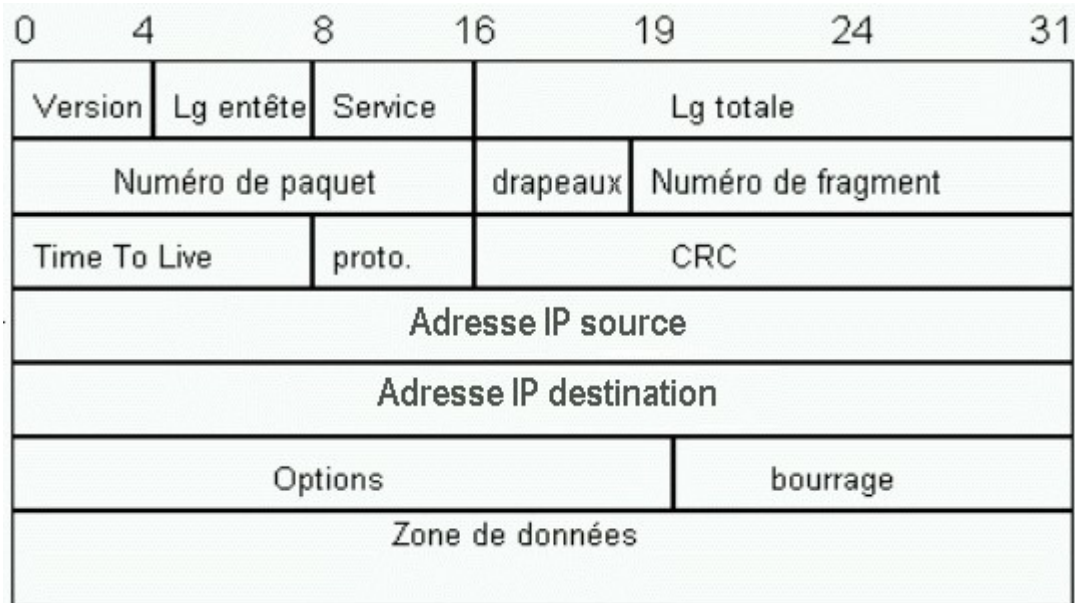 0 4 8 16 19 24 31
Version Lg entête Service Lg totale
Numéro de paquet drapeaux Numéro de fragment
Time To Live proto. CRC
Adresse IP source
Adresse IP destination
Options bourrage
Zone de données